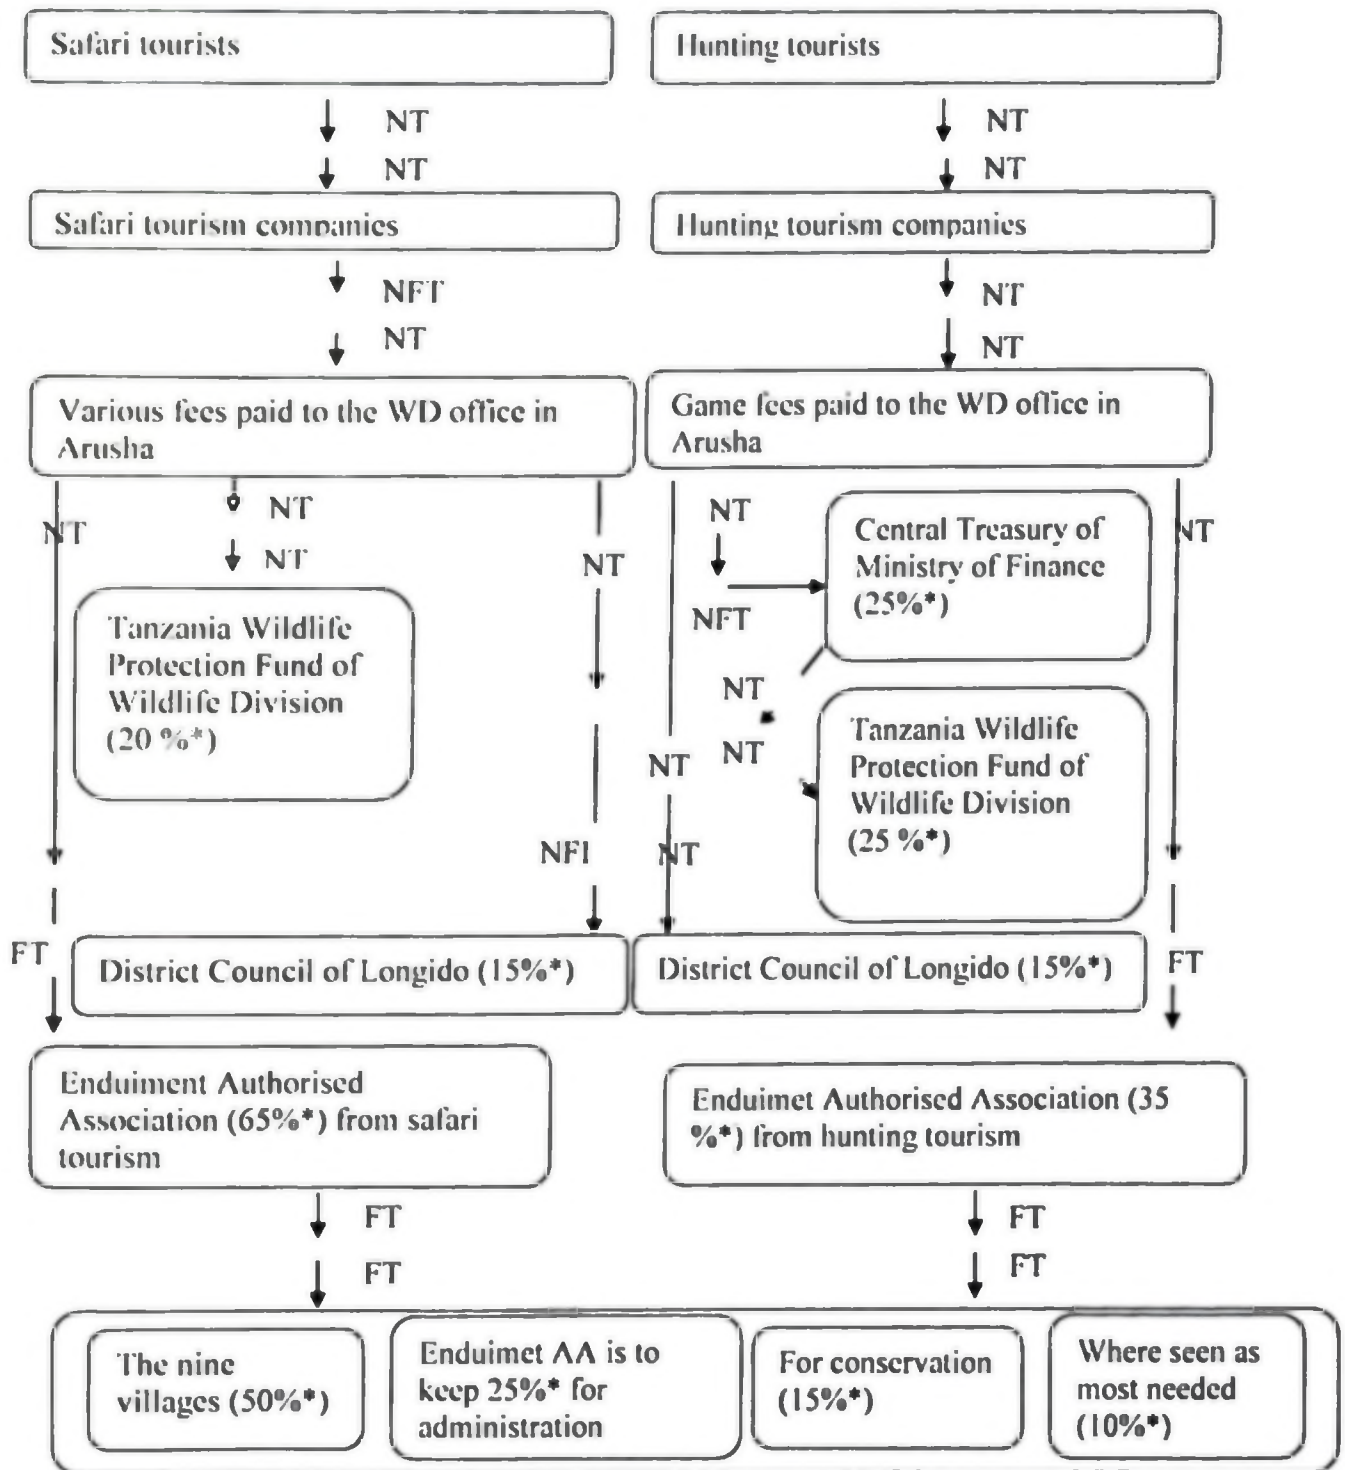 Safari tourists
Hunting tourists
NT
NT
NT
NT
Safari tourism companies
Hunting tourism companies
NFT
NT
NT
NT
Various fees paid to the WD office in
Arusha
Game fees paid to the WD office in
Arusha
NT
NT
NT
NT
Tanzania Wildlife
Protection Fund of
Wildlife Division
(20 %*)
NFI
NT
NT
NT
NFT
Central Treasury of
Ministry of Finance
(25%*)
NT
NT
NT
Tanzania Wildlife
Protection Fund of
Wildlife Division
(25 %*)
NT
FT
District Council of Longido (15%*)
District Council of Longido (15%*)
FT
Enduiment Authorised
Association (65%*) from safari
tourism
Enduimet Authorised Association (35
%*) from hunting tourism
FT
FT
FT
FT
The nine
villages (50%*)
Enduimet AA is to
keep 25%* for
administration
For conservation
(15%*)
Where seen as
most needed
(10%*)